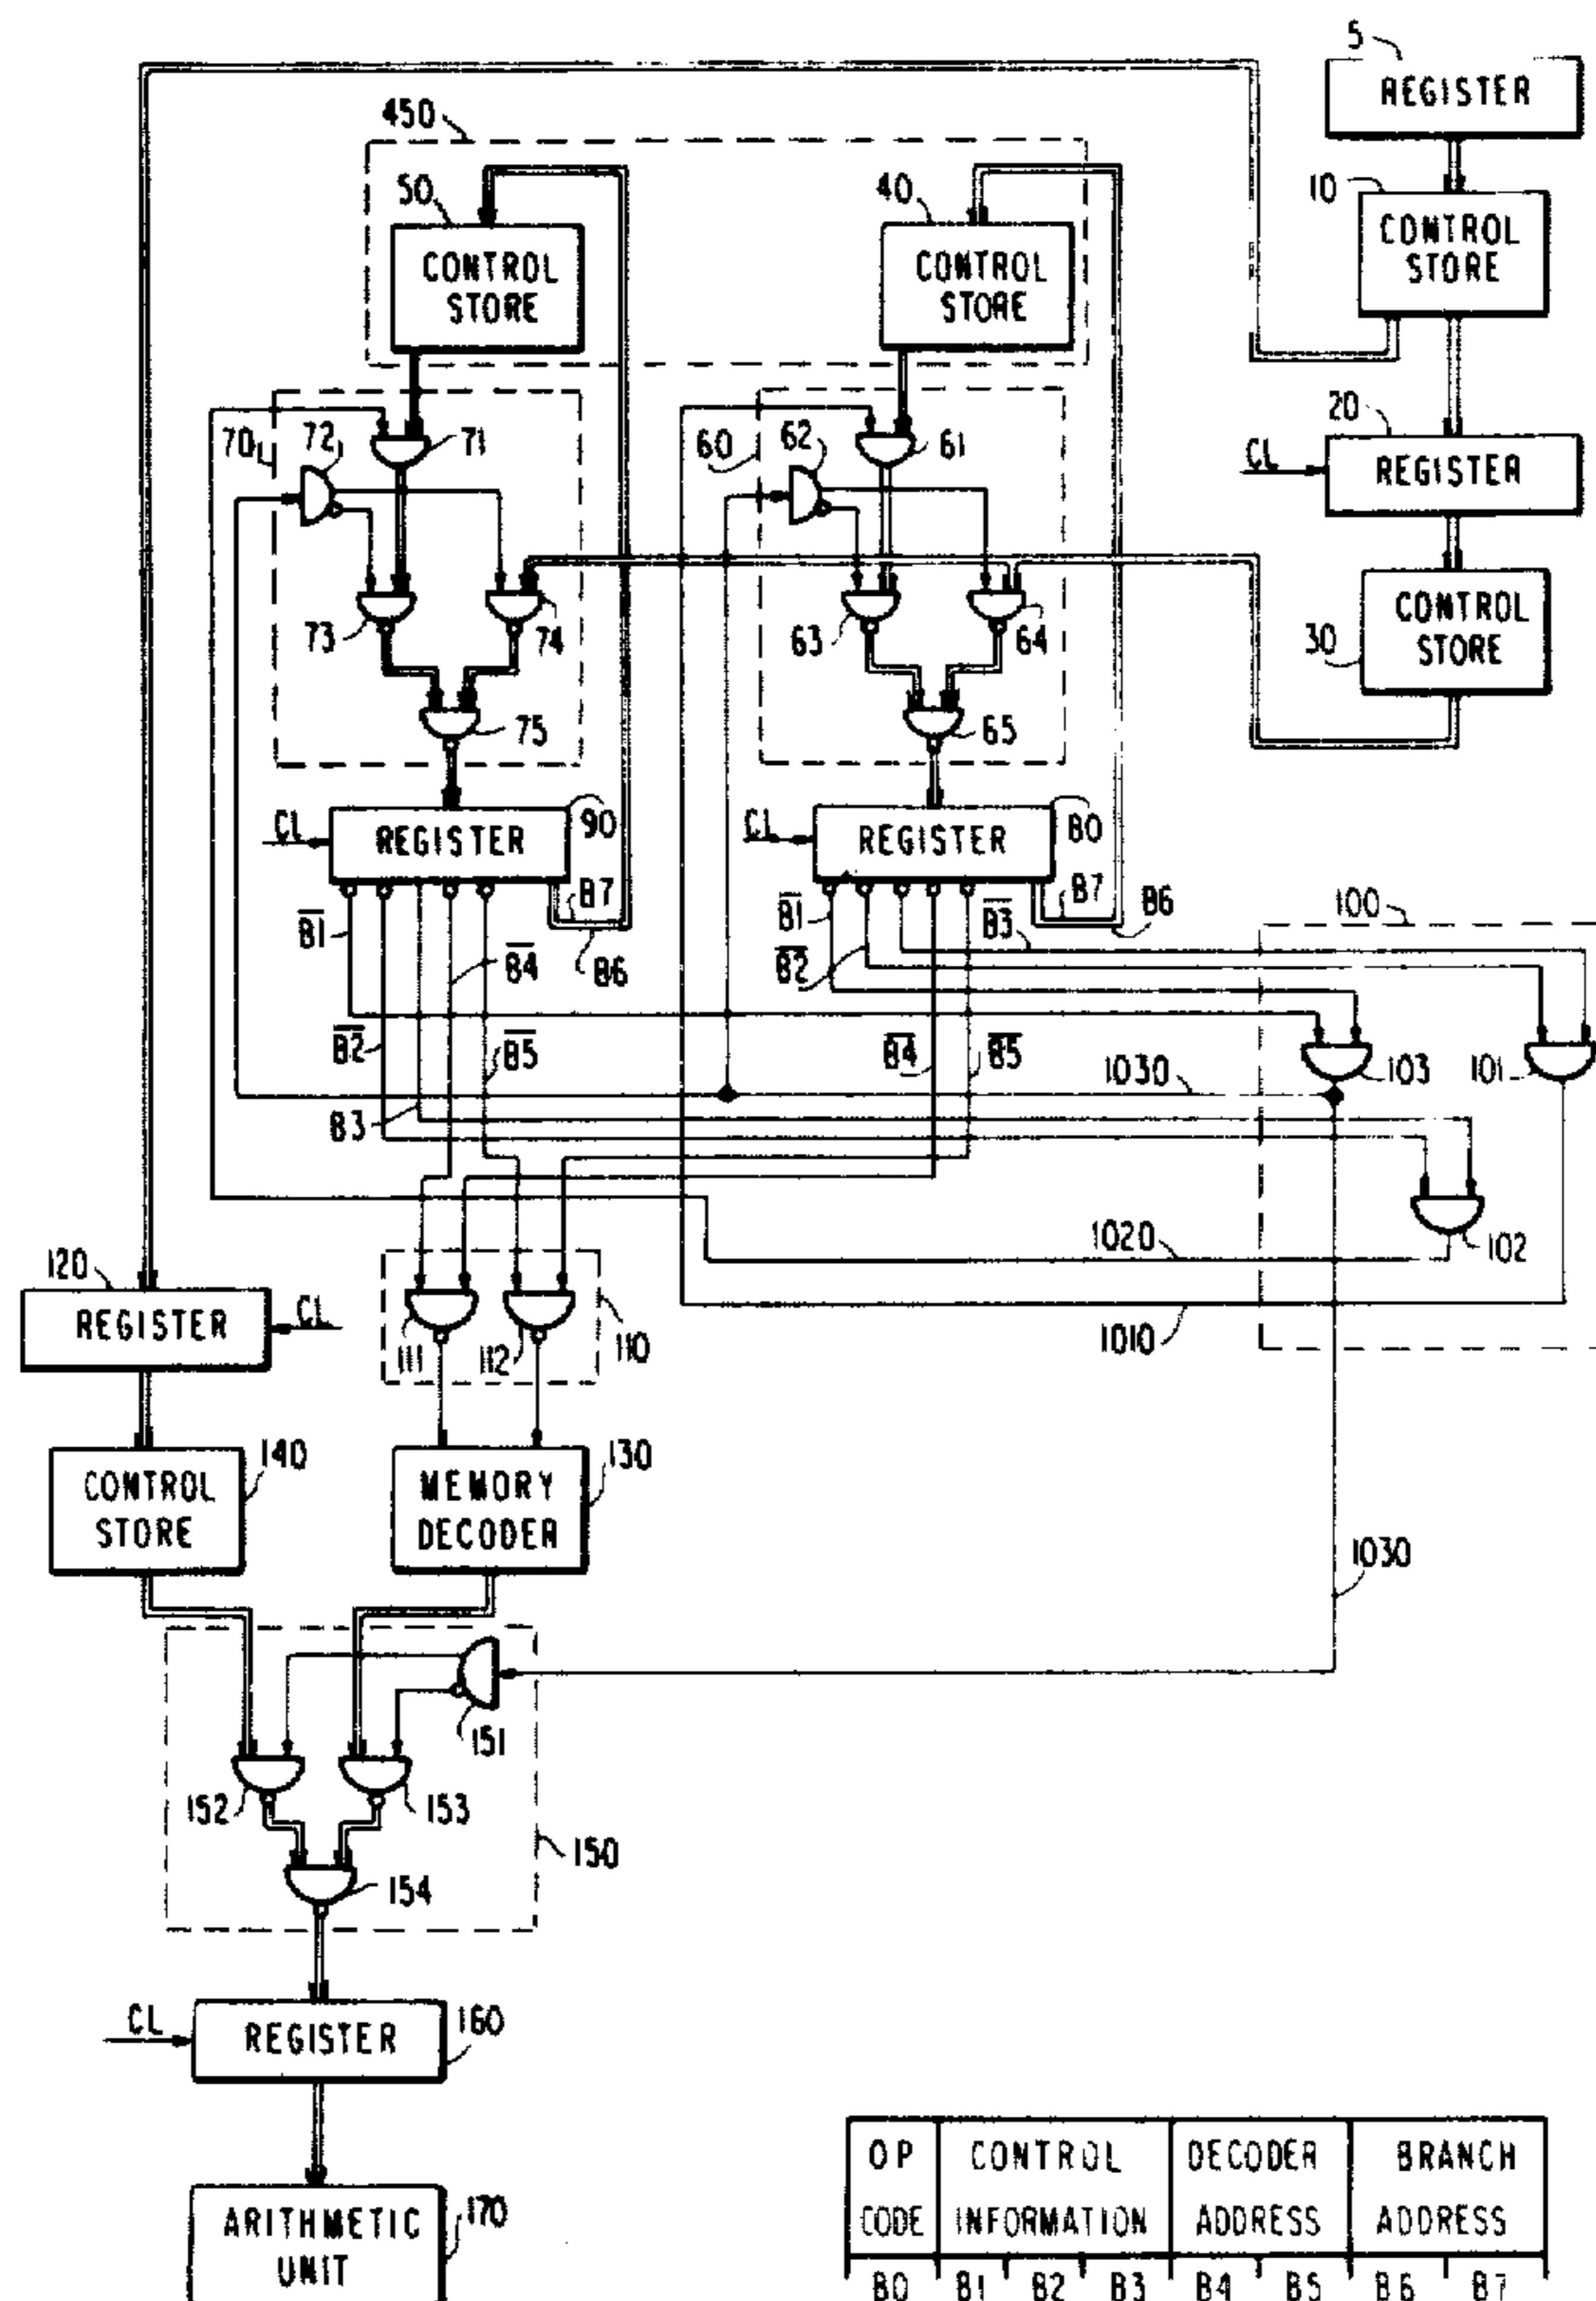 5
REGISTER
450
10
50
40
CONTROL
STORE
CONTROL
STORE
CONTROL
STORE
20
70
72
71
60
62
61
CL
REGISTER
CONTROL
STORE
73
74
63
64
30
75
65
CL
REGISTER
90
CL
REGISTER
80
B7
B7
B1
B1
B3
B6
100
B4
B6
B2
B2
B5
B4
B5
1030
103
101
B3
1020
102
120
REGISTER
CL
111
112
110
1010
140
130
CONTROL
STORE
MEMORY
DECODER
1030
151
152
153
150
154
CL
REGISTER
160
ARITHMETIC
UNIT
170
OP
CODE
CONTROL
INFORMATION
DECODER
ADDRESS
BRANCH
ADDRESS
B0 B1 B2 B3 B4 B5 B6 B7